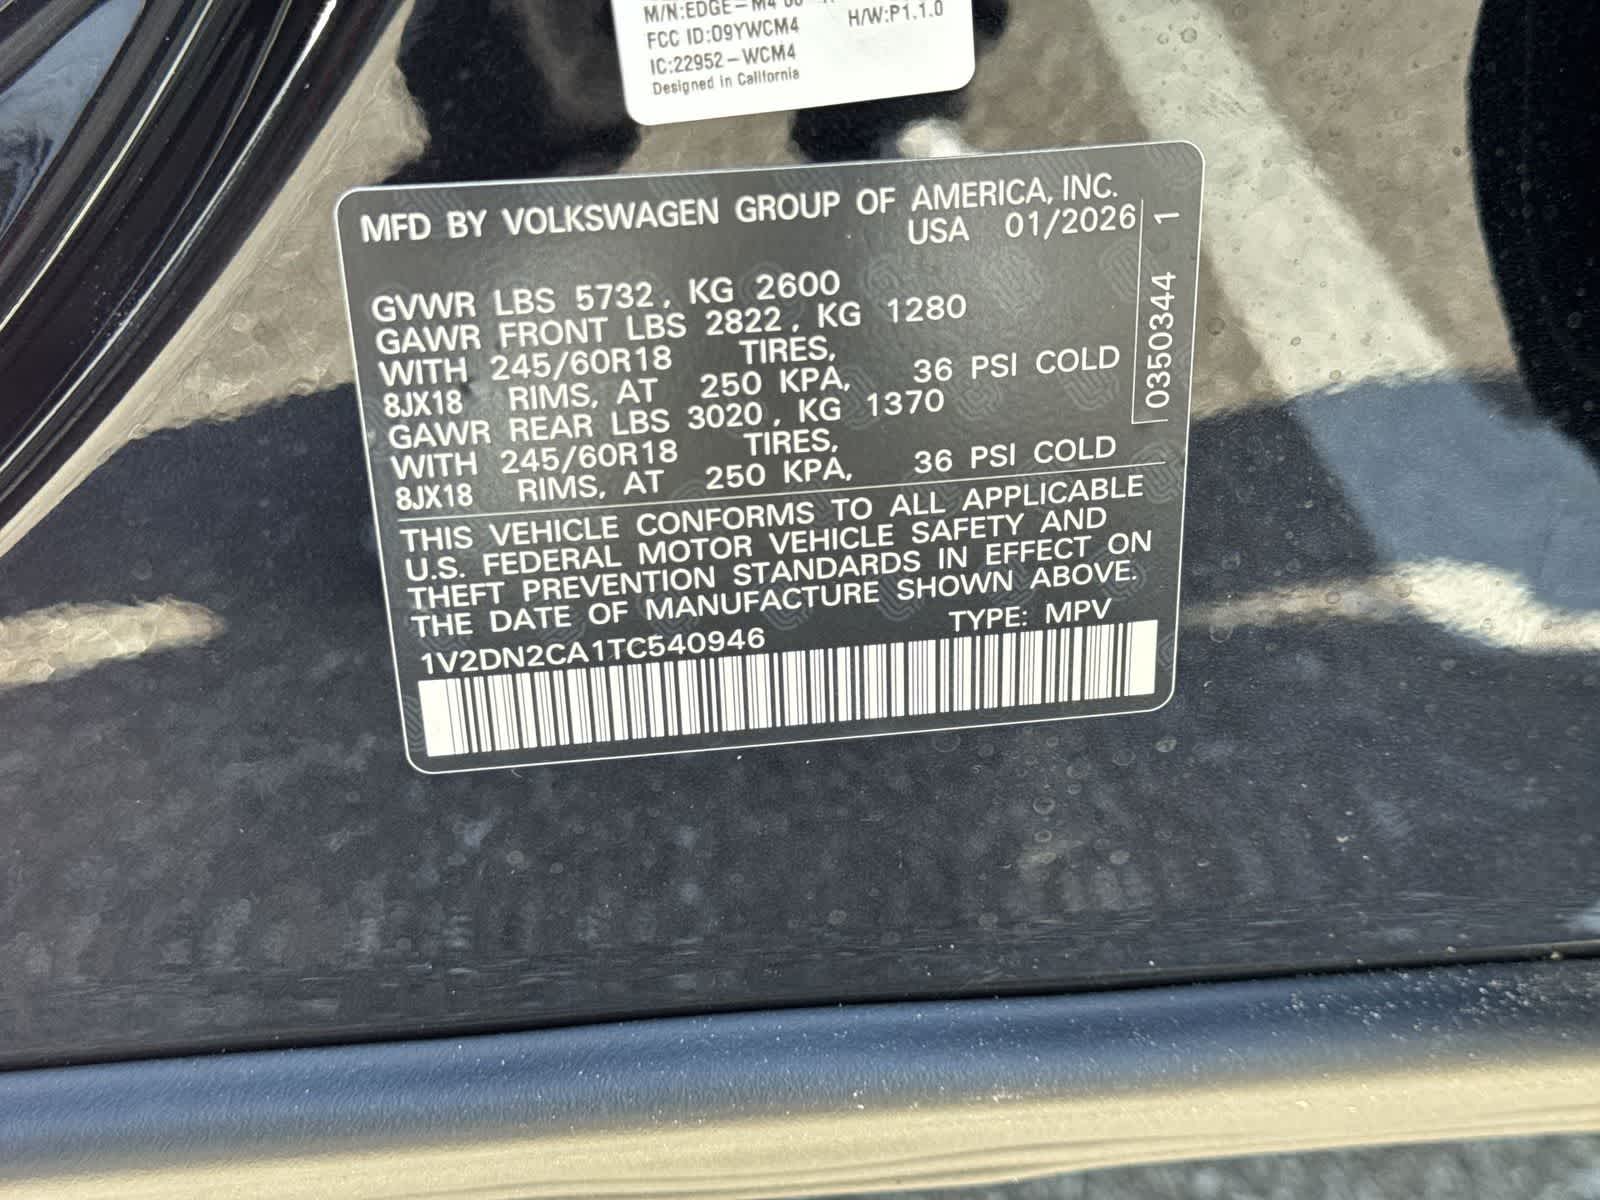 M/N:EDGE-M4
FCC ID:O9YWCM4
H/W:P1.1.0
IC:22952-WCM4
Designed in California
MFD BY VOLKSWAGEN GROUP OF AMERICA, INC.
USA 01/2026
GVWR LBS 5732, KG 2600
GAWR FRONT LBS 2822, KG 1280
WITH 245/60R18 TIRES,
8JX18 RIMS, AT 250 KPA, 36 PSI COLD
GAWR REAR LBS 3020, KG 1370
WITH 245/60R18 TIRES,
8JX18 RIMS, AT 250 KPA, 36 PSI COLD
THIS VEHICLE CONFORMS TO ALL APPLICABLE
U.S. FEDERAL MOTOR VEHICLE SAFETY AND
THEFT PREVENTION STANDARDS IN EFFECT ON
THE DATE OF MANUFACTURE SHOWN ABOVE.
1V2DN2CA1TC540946 TYPE: MPV
0350344 1